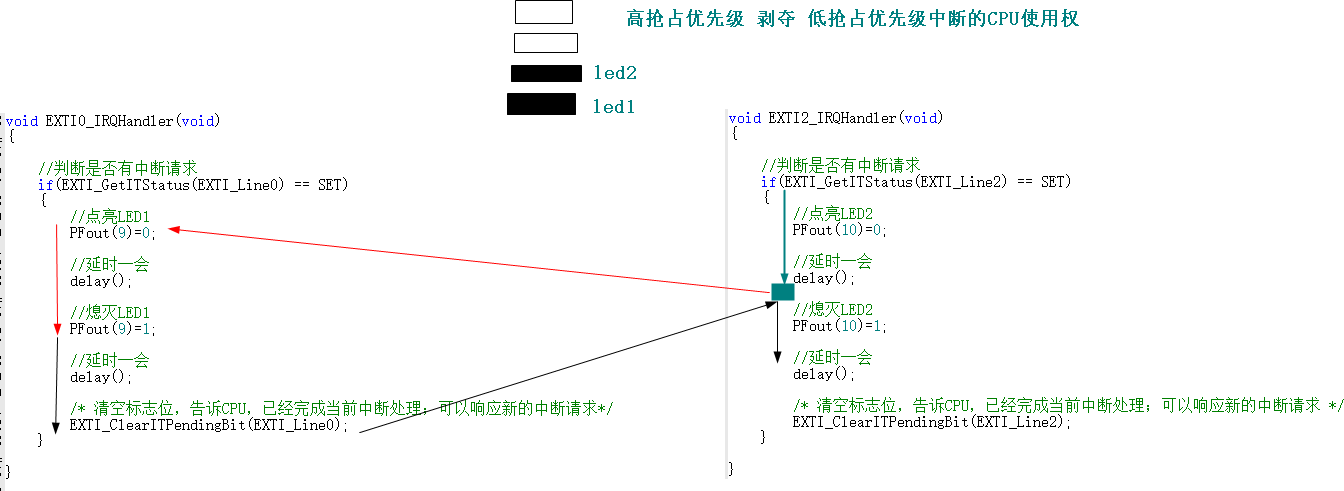 高抢占优先级 剥夺 低抢占优先级中断的CPU使用权
led2
led1
void EXTI0_IRQHandler(void)
{
//判断是否有中断请求
if(EXTI_GetITStatus(EXTI_Line0) == SET)
{
//点亮LED1
PFout(9)=0;
//延时一会
delay();
//熄灭LED1
PFout(9)=1;
//延时一会
delay();
/* 清空标志位，告诉CPU，已经完成当前中断处理；可以响应新的中断请求*/
EXTI_ClearITPendingBit(EXTI_Line0);
}
}
void EXTI2_IRQHandler(void)
{
//判断是否有中断请求
if(EXTI_GetITStatus(EXTI_Line2) == SET)
{
//点亮LED2
PFout(10)=0;
//延时一会
delay();
//熄灭LED2
PFout(10)=1;
//延时一会
delay();
/* 清空标志位，告诉CPU，已经完成当前中断处理；可以响应新的中断请求 */
EXTI_ClearITPendingBit(EXTI_Line2);
}
}